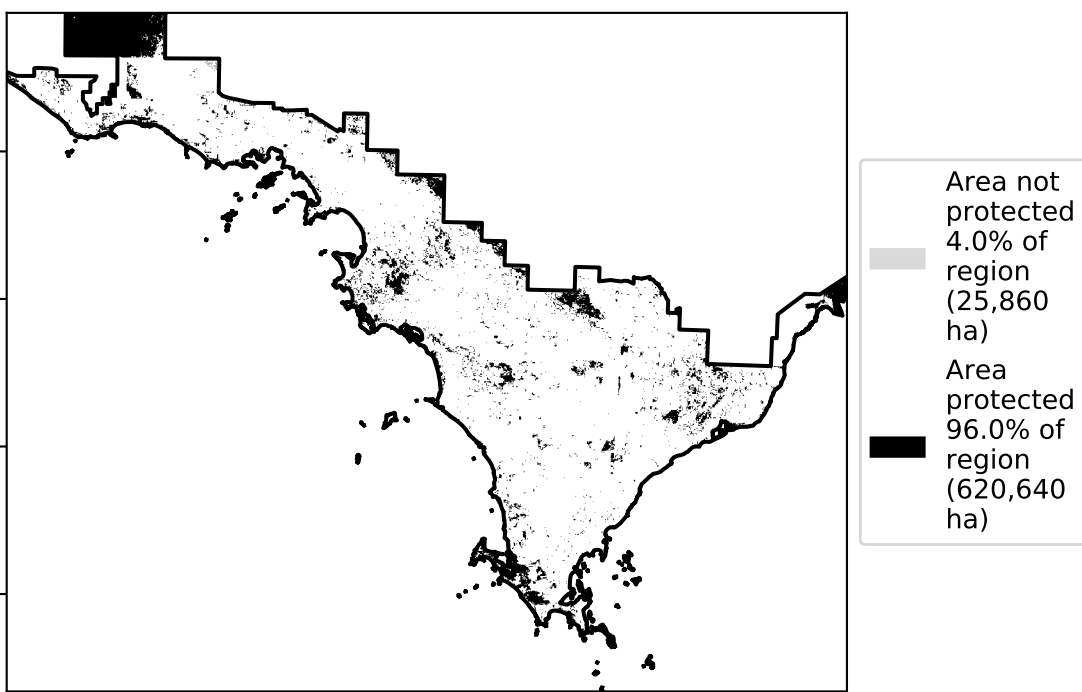 Area not
protected
4.0% of
region
(25,860
ha)
Area
protected
96.0% of
region
(620,640
ha)